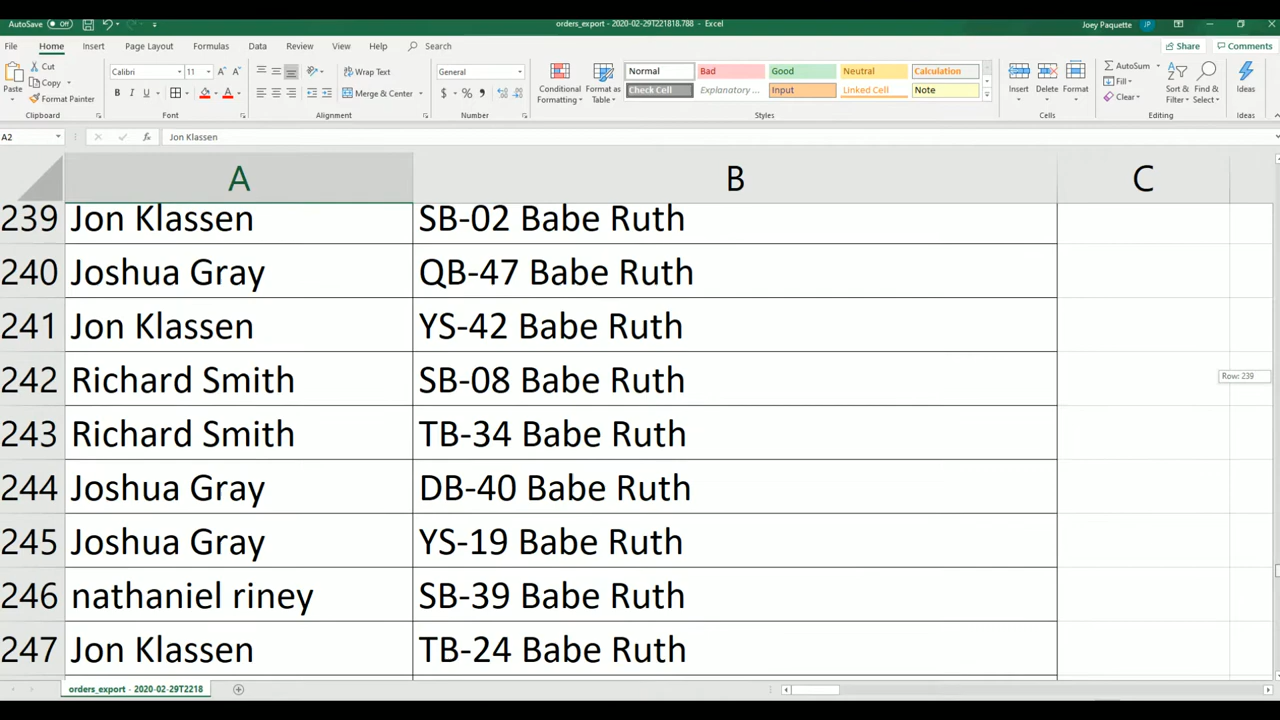 AutoSave Off
orders_export - 2020-02-29T221818.788 - Excel
Joey Paquette JP
File Home Insert Page Layout Formulas Data Review View Help Search Share Comments
Paste
Cut
Copy
Format Painter
Clipboard
Calibri 11
B I U
Font
Wrap Text
Merge & Center
Alignment
General
$ % ,
Number
Conditional Formatting
Format as Table
Normal Bad Good Neutral Calculation
Check Cell Explanatory ... Input Linked Cell Note
Styles
Insert Delete Format
Cells
AutoSum
Fill
Clear
Sort & Filter
Find & Select
Editing
Ideas
Ideas
A2 fx Jon Klassen
A B C
239 Jon Klassen SB-02 Babe Ruth
240 Joshua Gray QB-47 Babe Ruth
241 Jon Klassen YS-42 Babe Ruth
242 Richard Smith SB-08 Babe Ruth
Row: 239
243 Richard Smith TB-34 Babe Ruth
244 Joshua Gray DB-40 Babe Ruth
245 Joshua Gray YS-19 Babe Ruth
246 nathaniel riney SB-39 Babe Ruth
247 Jon Klassen TB-24 Babe Ruth
orders_export - 2020-02-29T2218